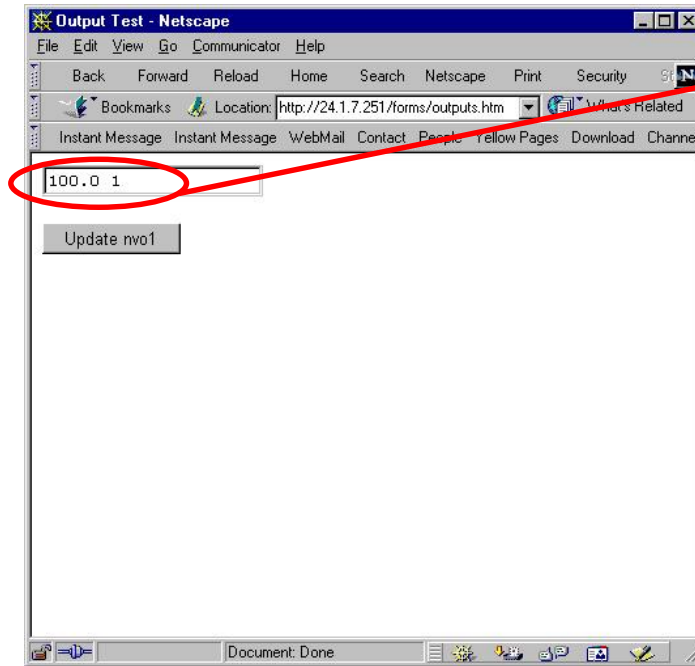 Output Test - Netscape
File Edit View Go Communicator Help
Back Forward Reload Home Search Netscape Print Security
Bookmarks Location: http://24.1.7.251/forms/outputs.htm What's Related
Instant Message Instant Message WebMail Contact People Yellow Pages Download Channe
100.0 1
Update nvo1
Document: Done